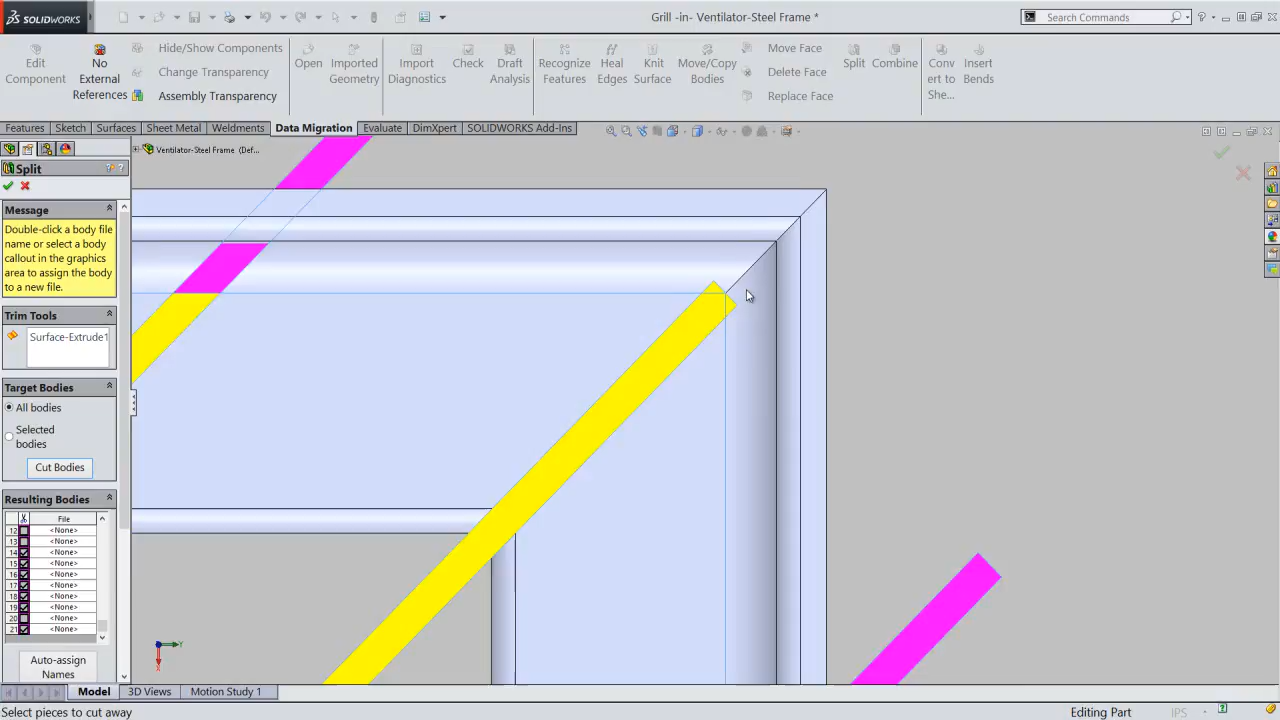 SOLIDWORKS
Grill -in- Ventilator-Steel Frame *
Search Commands
Edit
Component
No
External
References
Hide/Show Components
Change Transparency
Assembly Transparency
Open
Imported
Geometry
Import
Diagnostics
Check
Draft
Analysis
Recognize
Features
Heal
Edges
Knit
Surface
Move/Copy
Bodies
Move Face
Delete Face
Replace Face
Split
Combine
Conv
ert to
She...
Insert
Bends
Features
Sketch
Surfaces
Sheet Metal
Weldments
Data Migration
Evaluate
DimXpert
SOLIDWORKS Add-Ins
Ventilator-Steel Frame (Def...
Split
Message
Double-click a body file
name or select a body
callout in the graphics
area to assign the body
to a new file.
Trim Tools
Surface-Extrude1
Target Bodies
All bodies
Selected
bodies
Cut Bodies
Resulting Bodies
File
12 <None>
13 <None>
14 <None>
15 <None>
16 <None>
17 <None>
18 <None>
19 <None>
20 <None>
21 <None>
Auto-assign
Names
Y
X
Model
3D Views
Motion Study 1
Select pieces to cut away
Editing Part
IPS